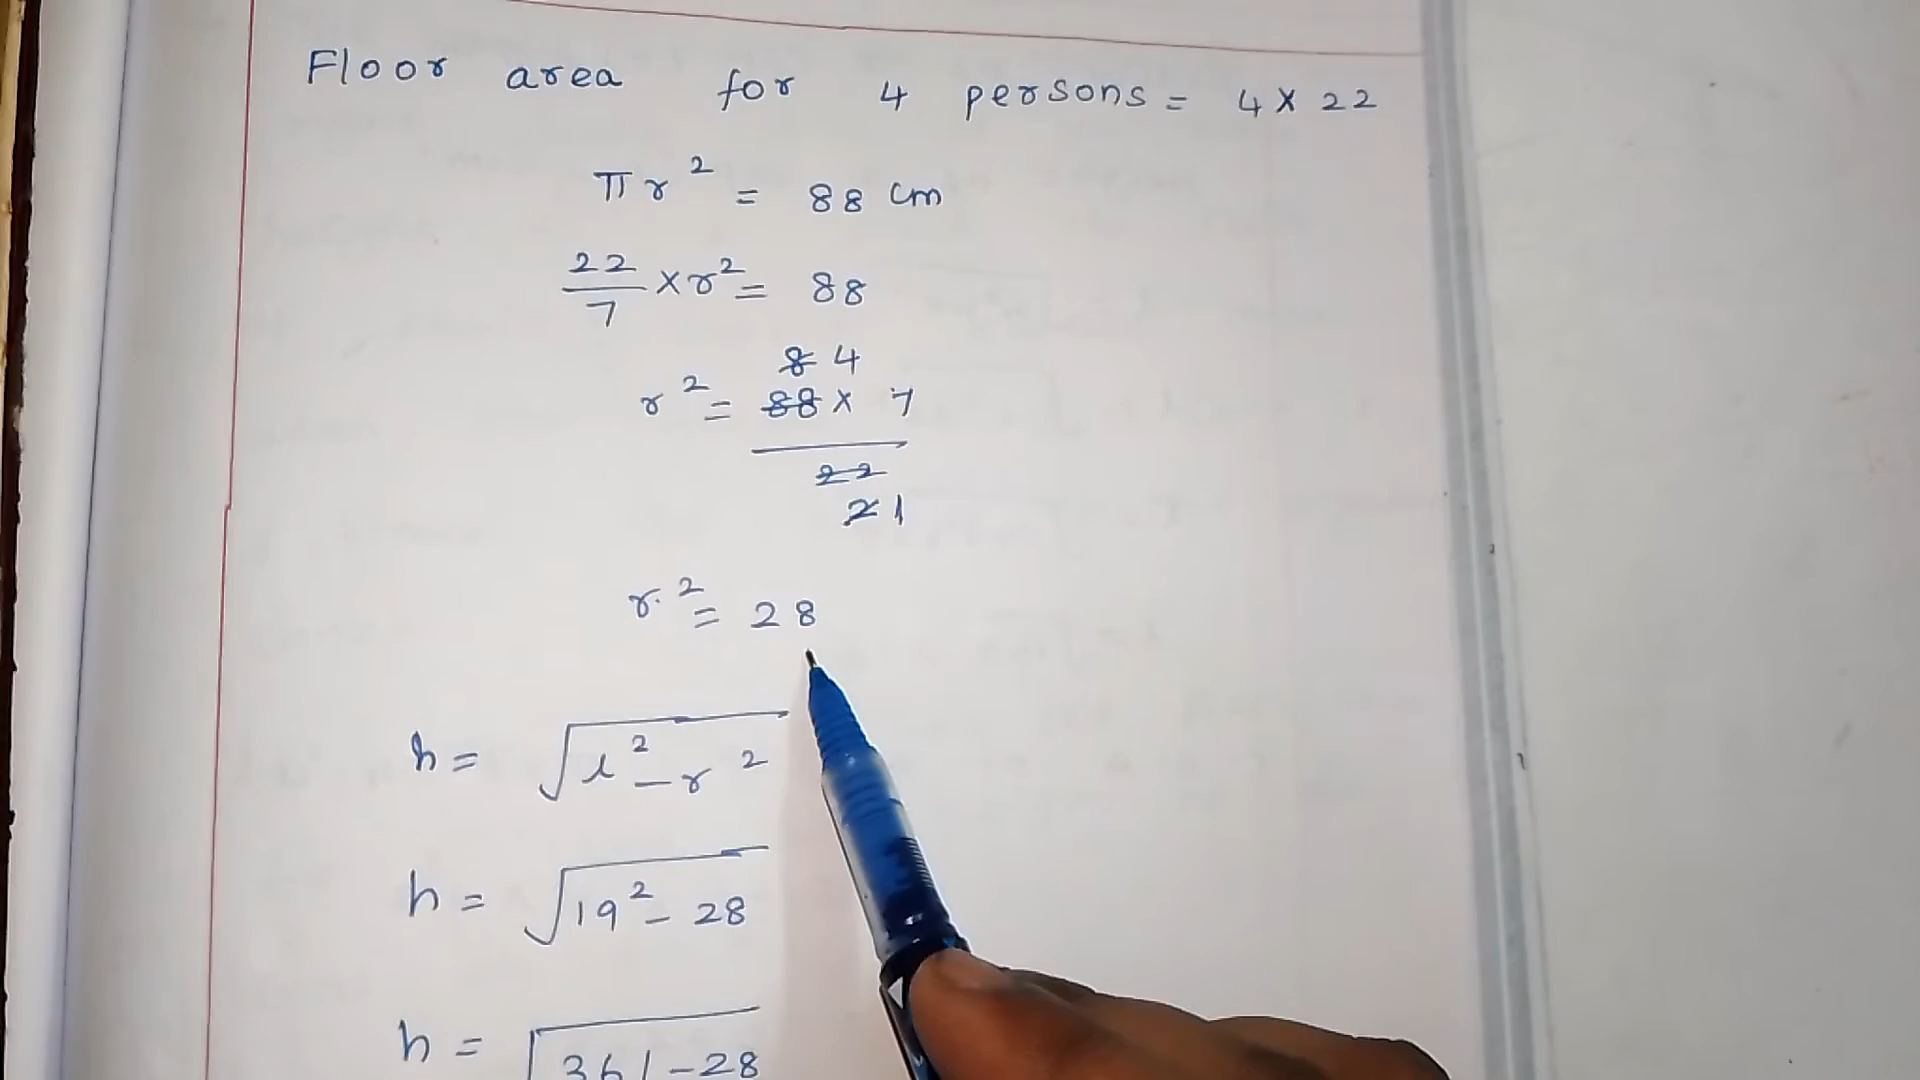 Floor area for 4 persons = 4 x 22
πr² = 88 cm
22/7 × r² = 88
8 4
r² = 88 × 7
22
2 1
r² = 28
h = √l² - r²
h = √19² - 28
h = √361 - 28